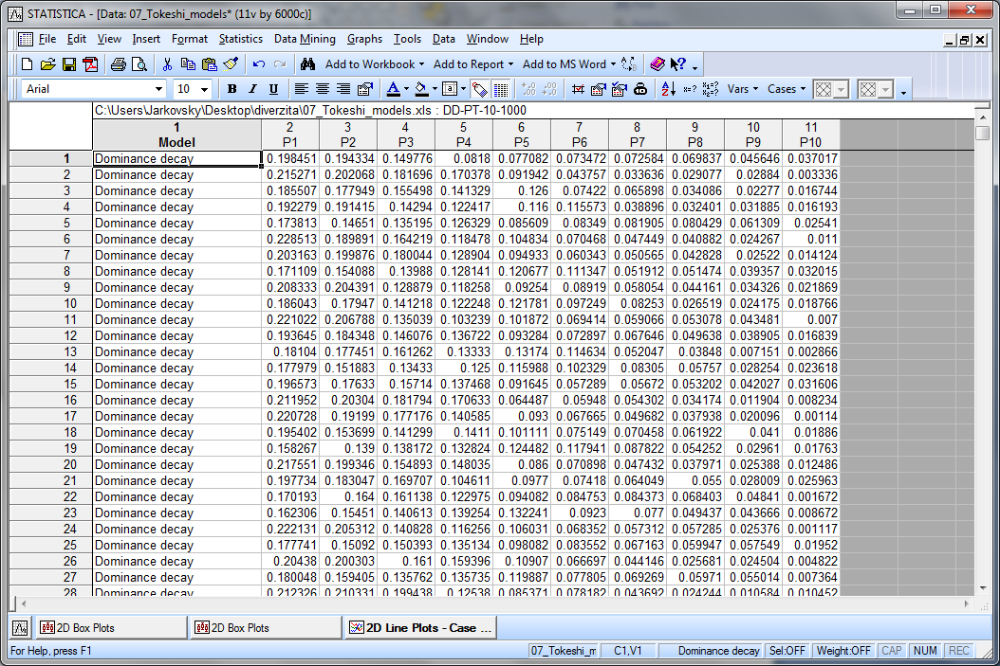 STATISTICA - [Data: 07_Tokeshi_models* (11v by 6000c)]
File Edit View Insert Format Statistics Data Mining Graphs Tools Data Window Help
Add to Workbook Add to Report Add to MS Word
Arial 10 B I U Vars Cases
C:\Users\Jarkovsky\Desktop\diverzita\07_Tokeshi_models.xls : DD-PT-10-1000
1 2 3 4 5 6 7 8 9 10 11
Model P1 P2 P3 P4 P5 P6 P7 P8 P9 P10
1 Dominance decay 0.198451 0.194334 0.149776 0.0818 0.077082 0.073472 0.072584 0.069837 0.045646 0.037017
2 Dominance decay 0.215271 0.202068 0.181696 0.170378 0.091942 0.043757 0.033636 0.029077 0.02884 0.003336
3 Dominance decay 0.185507 0.177949 0.155498 0.141329 0.126 0.07422 0.065898 0.034086 0.02277 0.016744
4 Dominance decay 0.192279 0.191415 0.14294 0.122417 0.116 0.115573 0.038896 0.032401 0.031885 0.016193
5 Dominance decay 0.173813 0.14651 0.135195 0.126329 0.085609 0.08349 0.081905 0.080429 0.061309 0.02541
6 Dominance decay 0.228513 0.189891 0.164219 0.118478 0.104834 0.070468 0.047449 0.040882 0.024267 0.011
7 Dominance decay 0.203163 0.199876 0.180044 0.128904 0.094933 0.060343 0.050565 0.042828 0.02522 0.014124
8 Dominance decay 0.171109 0.154088 0.13988 0.128141 0.120677 0.111347 0.051912 0.051474 0.039357 0.032015
9 Dominance decay 0.208333 0.204391 0.128879 0.118258 0.09254 0.08919 0.058054 0.044161 0.034326 0.021869
10 Dominance decay 0.186043 0.17947 0.141218 0.122248 0.121781 0.097249 0.08253 0.026519 0.024175 0.018766
11 Dominance decay 0.221022 0.206788 0.135039 0.103239 0.101872 0.069414 0.059066 0.053078 0.043481 0.007
12 Dominance decay 0.193645 0.184348 0.146076 0.136722 0.093284 0.072897 0.067646 0.049638 0.038905 0.016839
13 Dominance decay 0.18104 0.177451 0.161262 0.13333 0.13174 0.114634 0.052047 0.03848 0.007151 0.002866
14 Dominance decay 0.177979 0.151883 0.13433 0.125 0.115988 0.102329 0.08305 0.05757 0.028254 0.023618
15 Dominance decay 0.196573 0.17633 0.15714 0.137468 0.091645 0.057289 0.05672 0.053202 0.042027 0.031606
16 Dominance decay 0.211952 0.20304 0.181794 0.170633 0.064487 0.05948 0.054302 0.034174 0.011904 0.008234
17 Dominance decay 0.220728 0.19199 0.177176 0.140585 0.093 0.067665 0.049682 0.037938 0.020096 0.00114
18 Dominance decay 0.195402 0.153699 0.141299 0.1411 0.101111 0.075149 0.070458 0.061922 0.041 0.01886
19 Dominance decay 0.158267 0.139 0.138172 0.132824 0.124482 0.117941 0.087822 0.054252 0.02961 0.01763
20 Dominance decay 0.217551 0.199346 0.154893 0.148035 0.086 0.070898 0.047432 0.037971 0.025388 0.012486
21 Dominance decay 0.197734 0.183047 0.169707 0.104611 0.0977 0.07418 0.064049 0.055 0.028009 0.025963
22 Dominance decay 0.170193 0.164 0.161138 0.122975 0.094082 0.084753 0.084373 0.068403 0.04841 0.001672
23 Dominance decay 0.162306 0.15451 0.140613 0.139259 0.132241 0.0923 0.077 0.049437 0.043666 0.008672
24 Dominance decay 0.222131 0.205312 0.140828 0.116256 0.106031 0.068352 0.057312 0.057285 0.025376 0.001117
25 Dominance decay 0.177741 0.15092 0.150393 0.135134 0.098082 0.083552 0.067163 0.059947 0.057549 0.01952
26 Dominance decay 0.20438 0.200303 0.161 0.159396 0.10907 0.066697 0.044146 0.025681 0.024504 0.004822
27 Dominance decay 0.180048 0.159405 0.135762 0.135735 0.119887 0.077805 0.069269 0.05971 0.055014 0.007364
28 Dominance decay 0.212326 0.210331 0.199438 0.12538 0.085371 0.078182 0.043692 0.024244 0.010584 0.010452
2D Box Plots 2D Box Plots 2D Line Plots - Case ...
For Help, press F1 07_Tokeshi_m C1,V1 Dominance decay Sel:OFF Weight:OFF CAP NUM REC